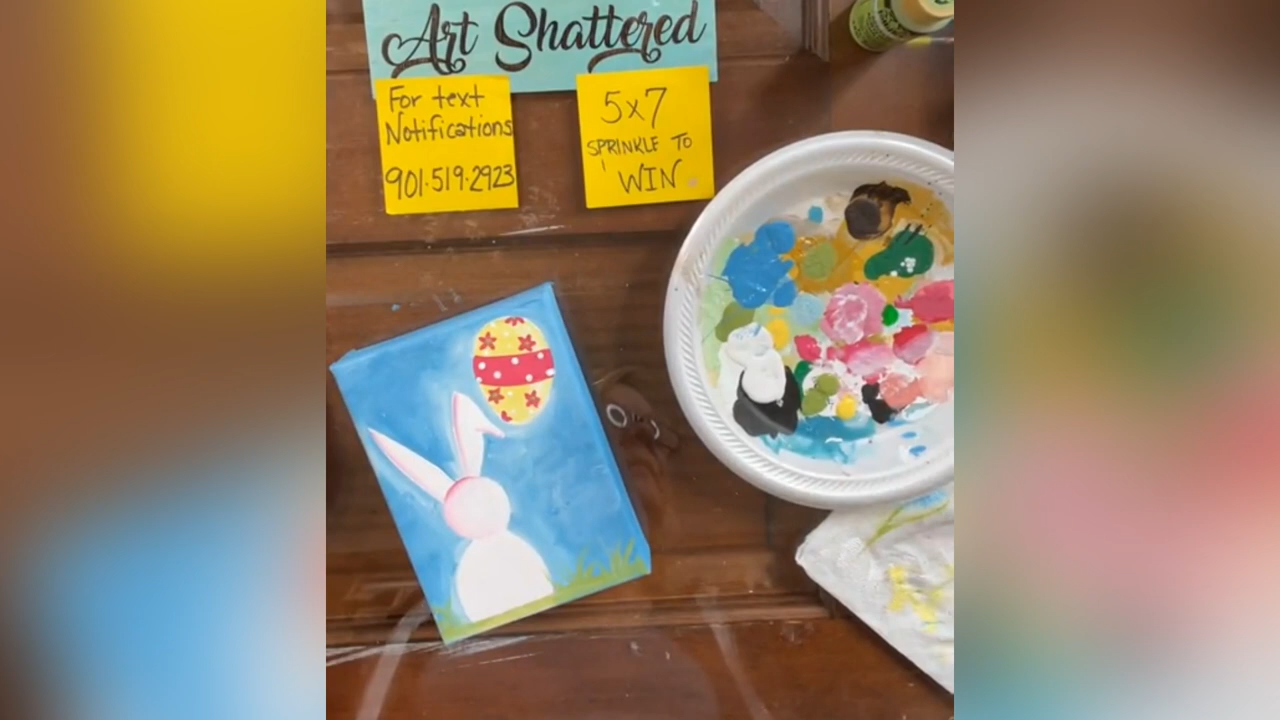 Art Shattered
For text
Notifications
901·519·2923
5x7
SPRINKLE TO
WIN